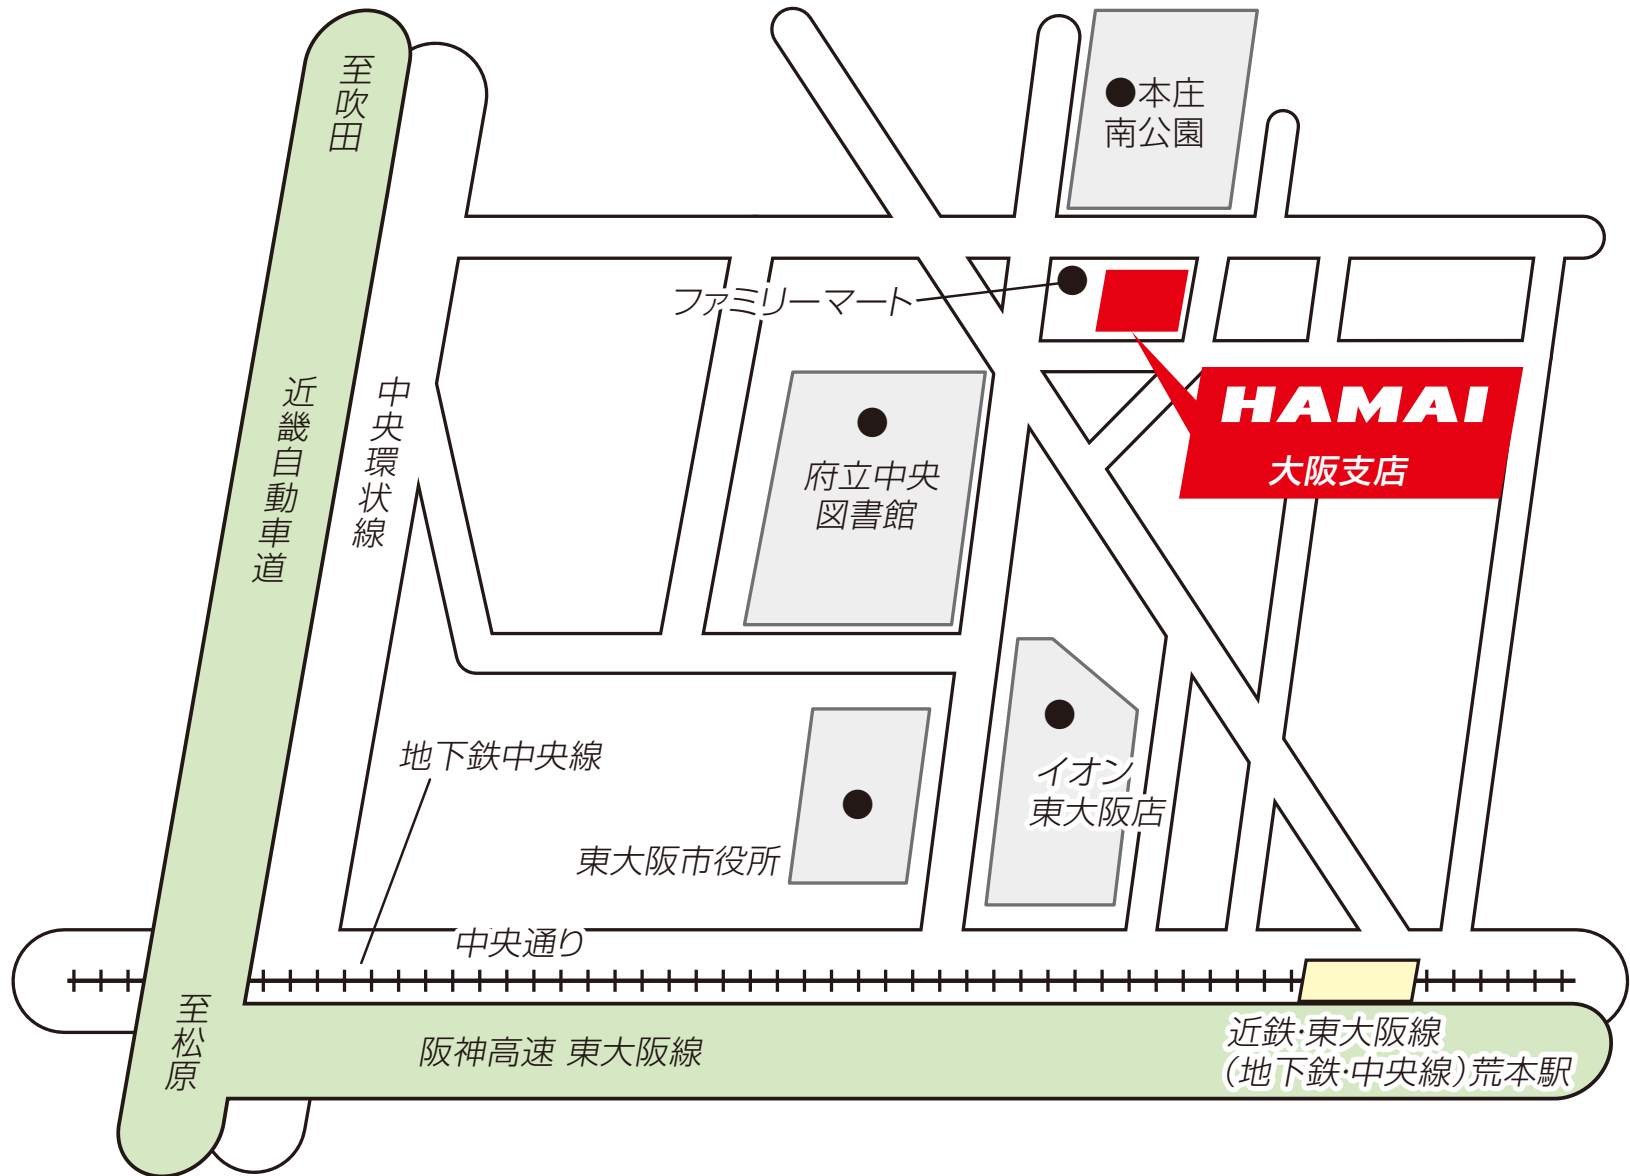 至吹田
●本庄
南公園
ファミリーマート
近畿自動車道
中央環状線
HAMAI
大阪支店
府立中央
図書館
地下鉄中央線
イオン
東大阪店
東大阪市役所
中央通り
至松原
阪神高速 東大阪線
近鉄・東大阪線
(地下鉄・中央線)荒本駅